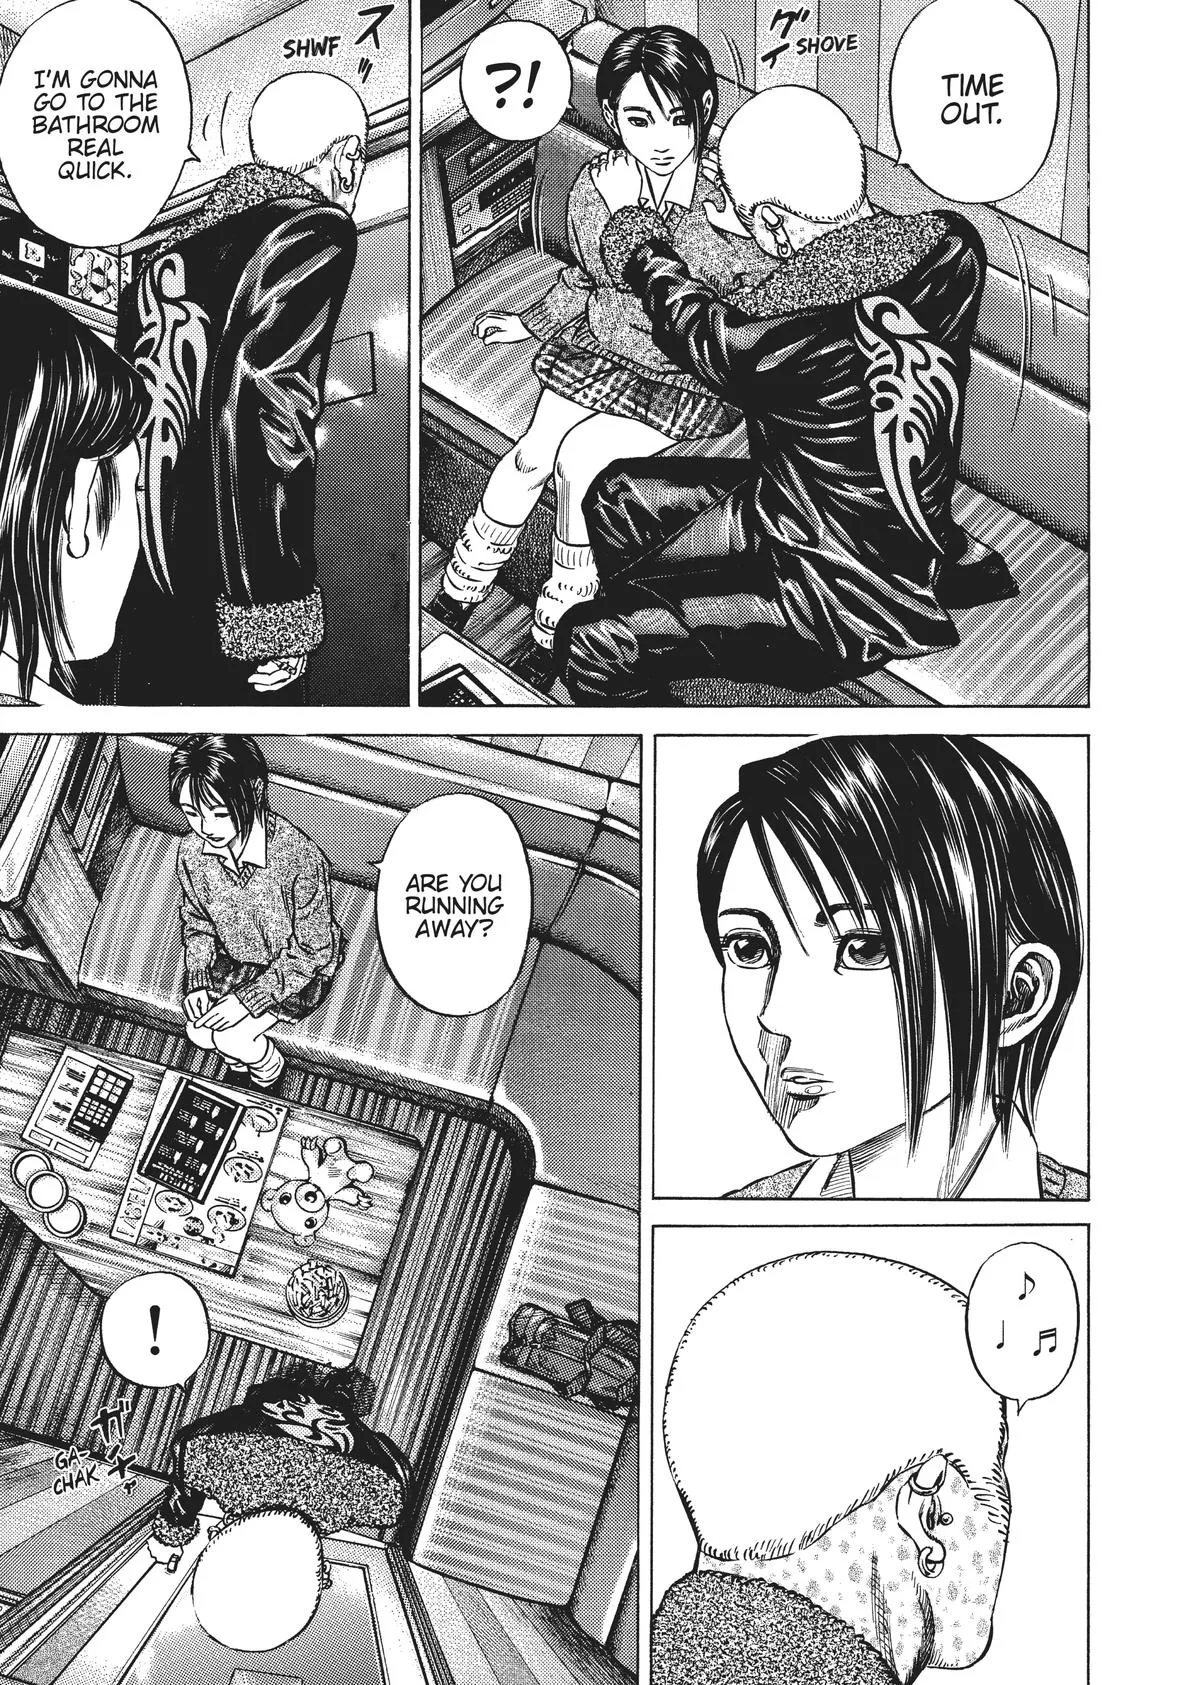 TIME
OUT.
グイ
SHOVE
?!
スッ
SHWF
I'M GONNA
GO TO THE
BATHROOM
REAL
QUICK.
ARE YOU
RUNNING
AWAY?
!
ガチャ
GA-
CHAK